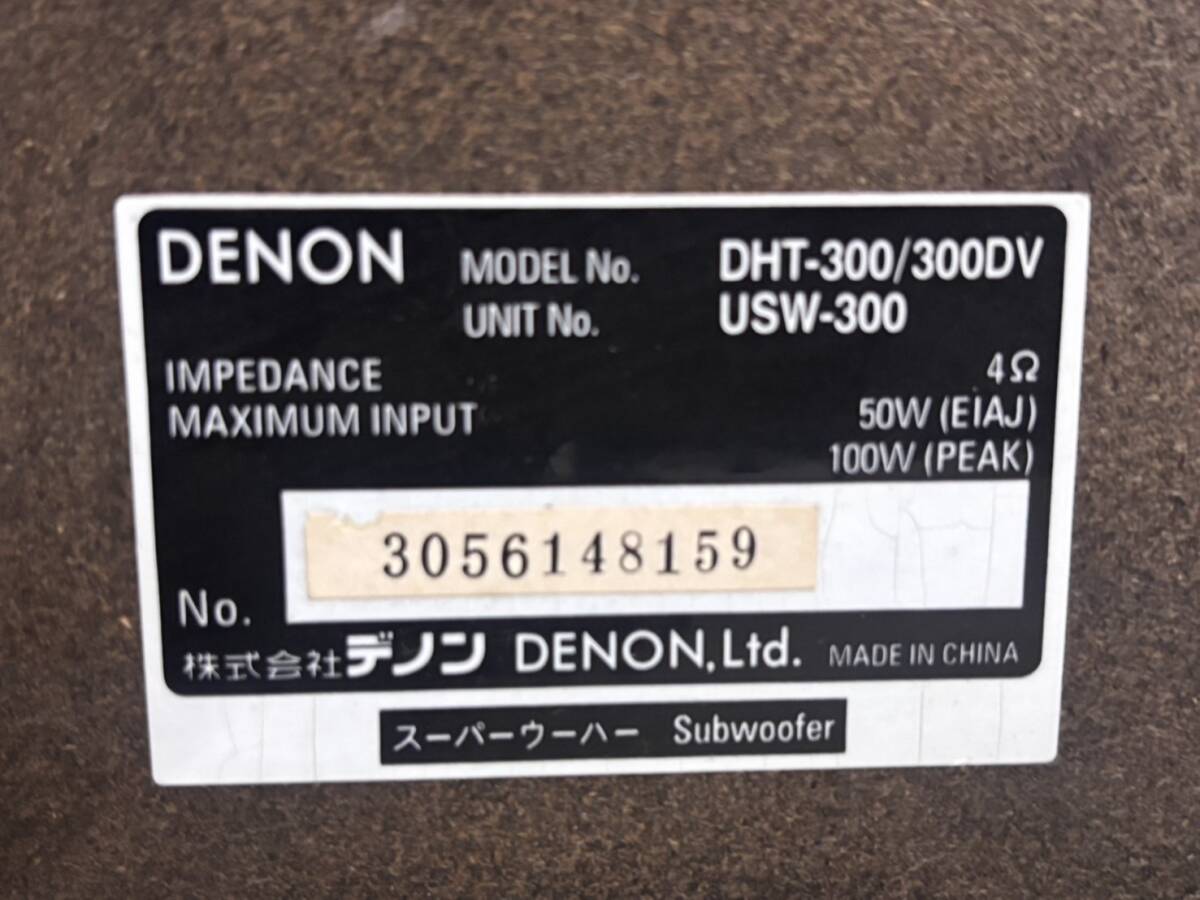 DENON MODEL No. DHT-300/300DV
UNIT No. USW-300
IMPEDANCE 4Ω
MAXIMUM INPUT 50W (EIAJ)
100W (PEAK)
No. 3056148159
株式会社デノン DENON, Ltd. MADE IN CHINA
スーパーウーハー Subwoofer